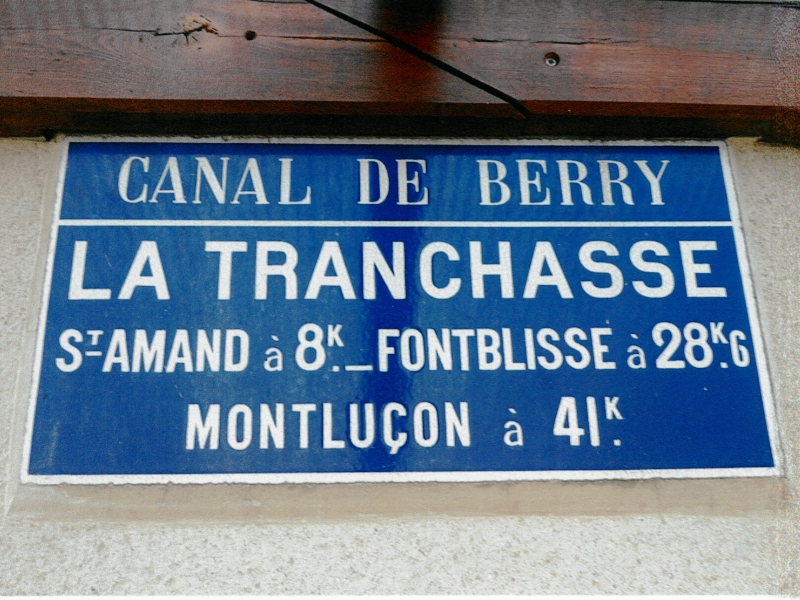 CANAL DE BERRY
LA TRANCHASSE
ST-AMAND à 8K._FONTBLISSE à 28K.G
MONTLUÇON à 41K.